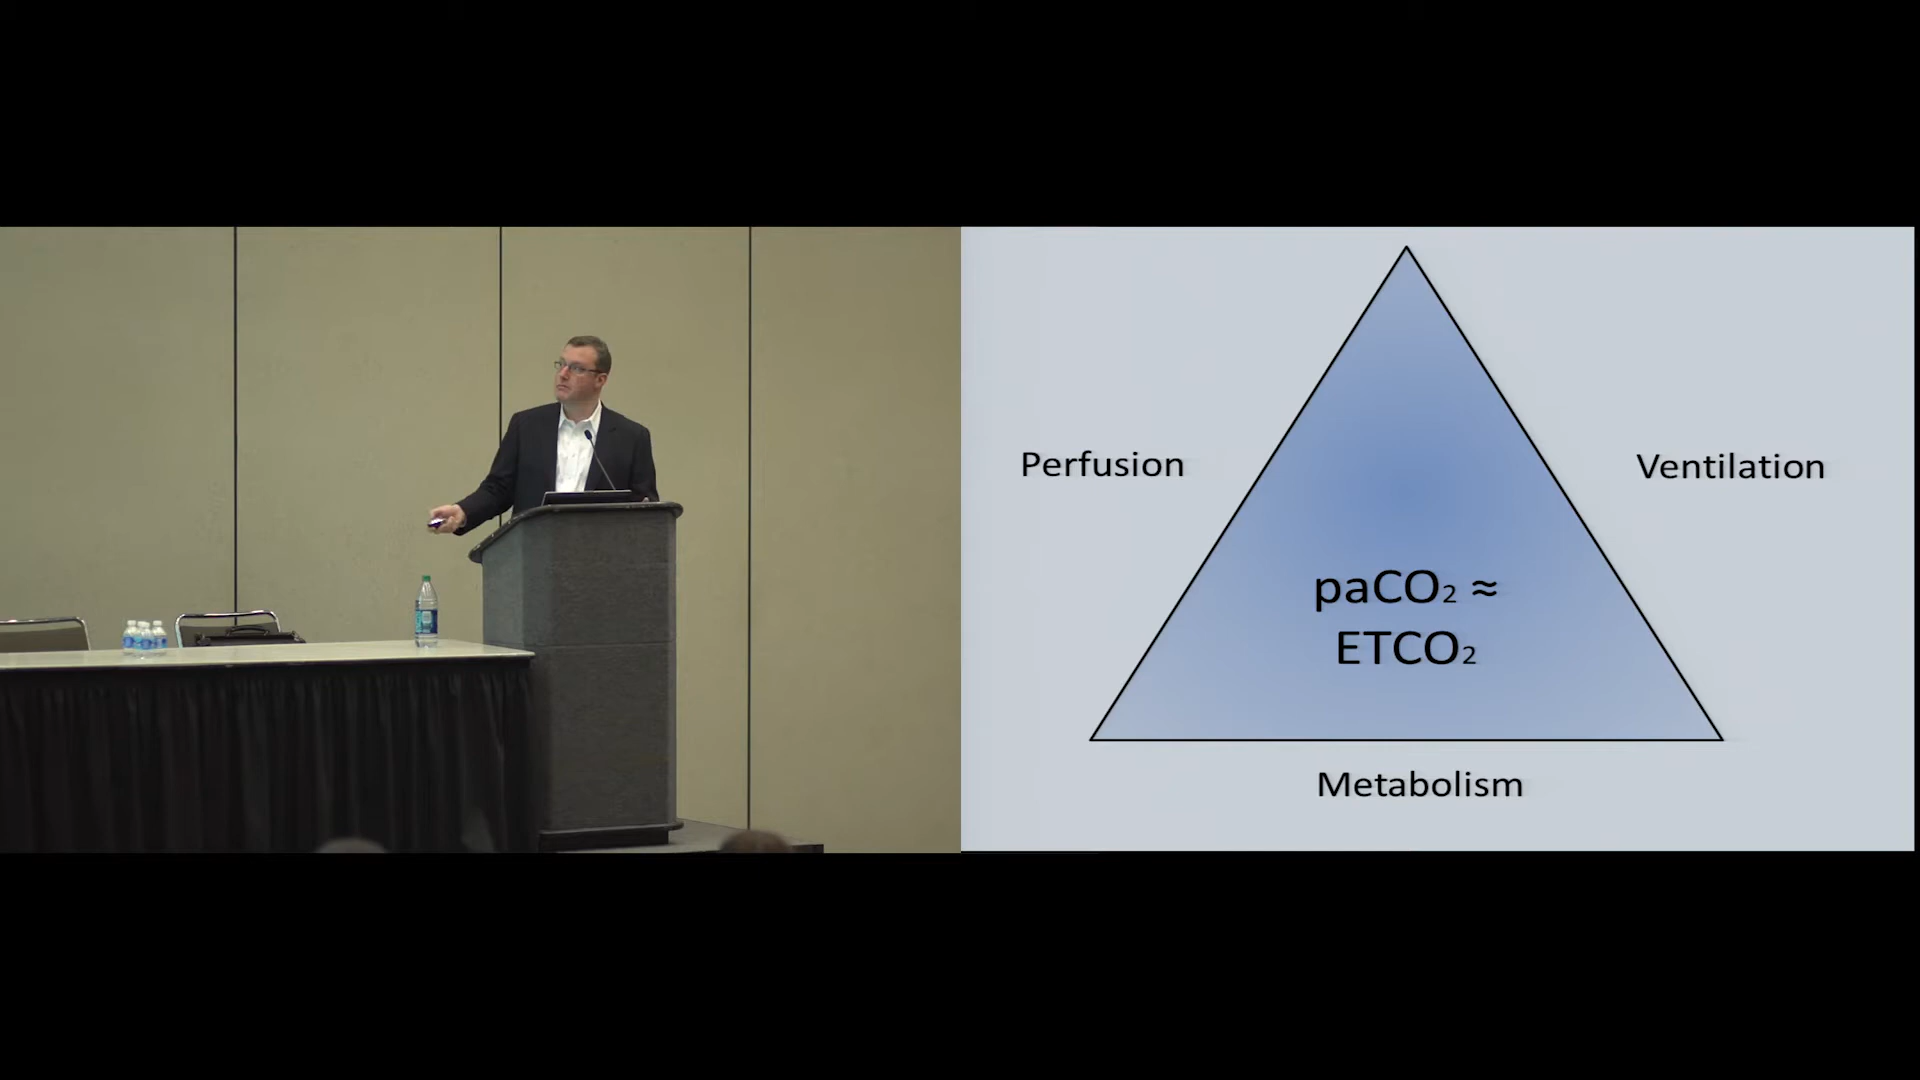 Perfusion
Ventilation
paCO₂ ≈
ETCO₂
Metabolism